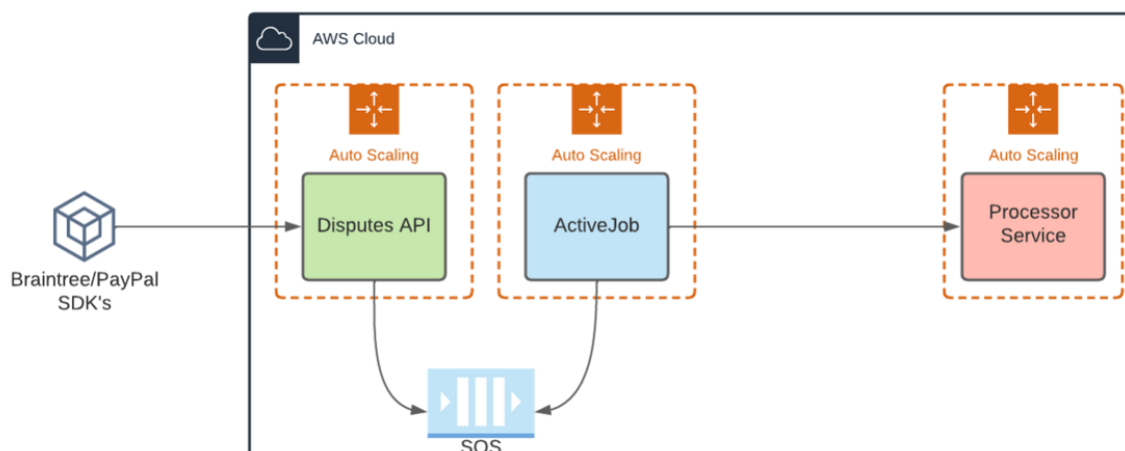 AWS Cloud
Auto Scaling
Auto Scaling
Auto Scaling
Disputes API
ActiveJob
Processor
Service
Braintree/PayPal
SDK's
SQS